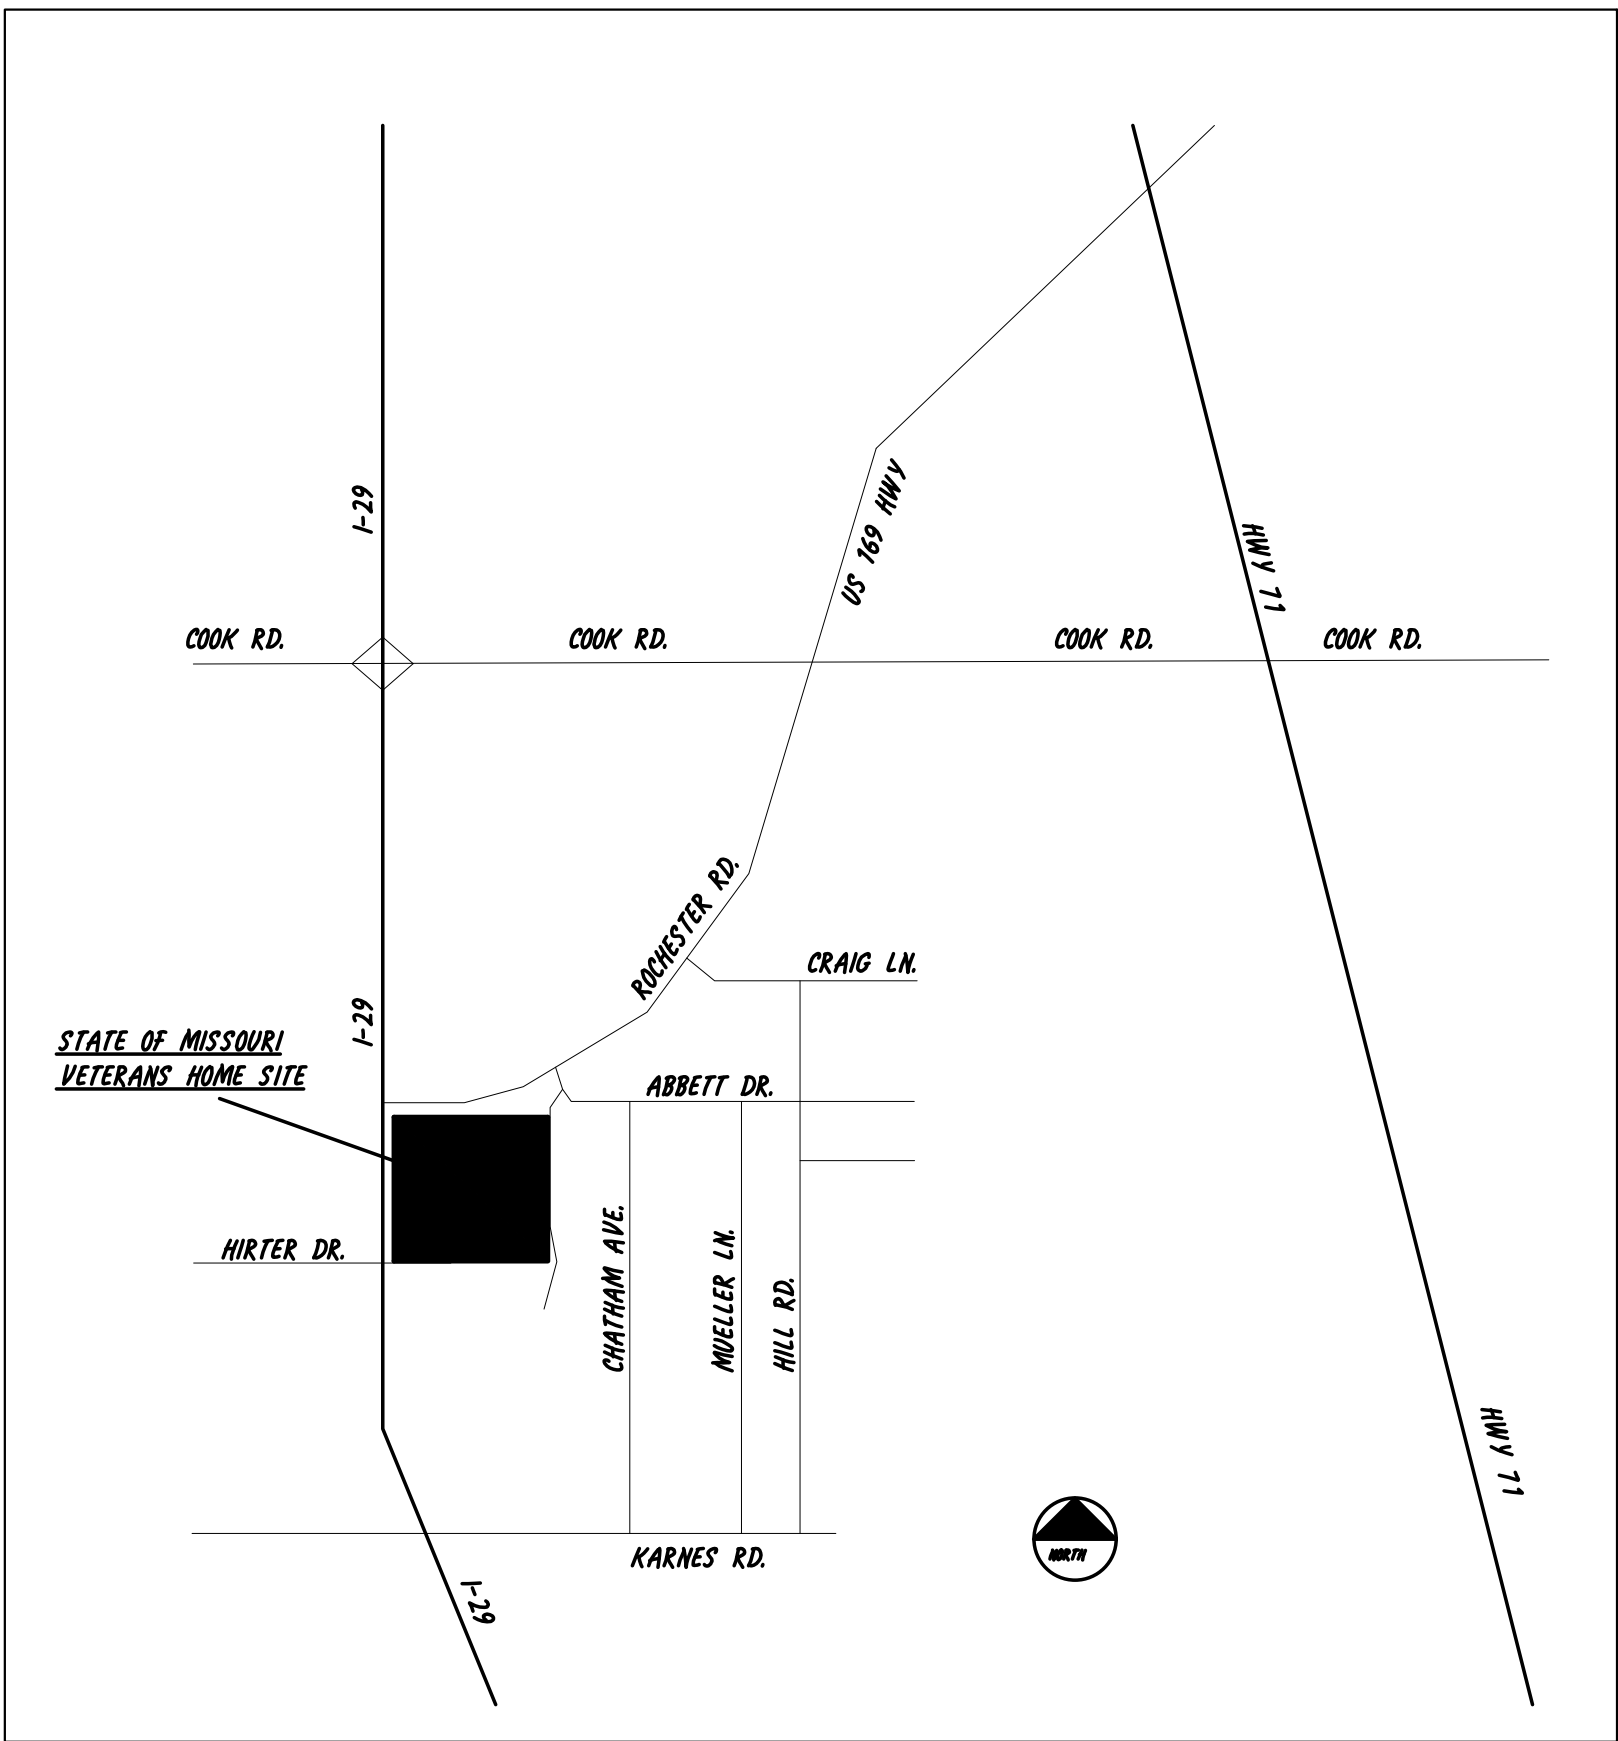 I-29
US 169 HWY
HWY 71
COOK RD.
COOK RD.
COOK RD.
COOK RD.
ROCHESTER RD.
CRAIG LN.
I-29
STATE OF MISSOURI
VETERANS HOME SITE
ABBETT DR.
HIRTER DR.
CHATHAM AVE.
MUELLER LN.
HILL RD.
HWY 71
KARNES RD.
NORTH
I-29